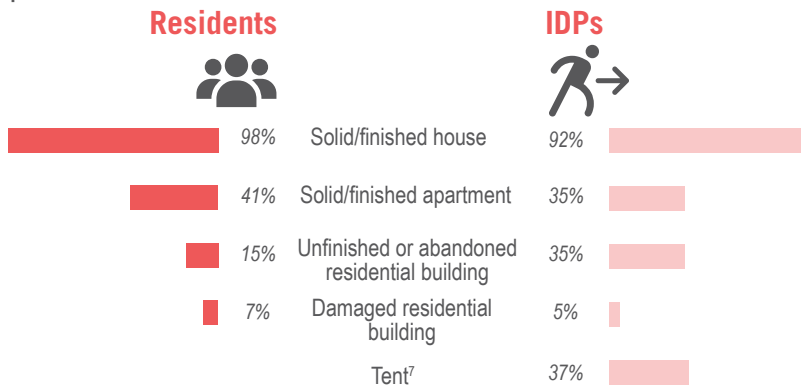 Residents IDPs
98% Solid/finished house 92%
41% Solid/finished apartment 35%
15% Unfinished or abandoned residential building 35%
7% Damaged residential building 5%
Tent⁷ 37%